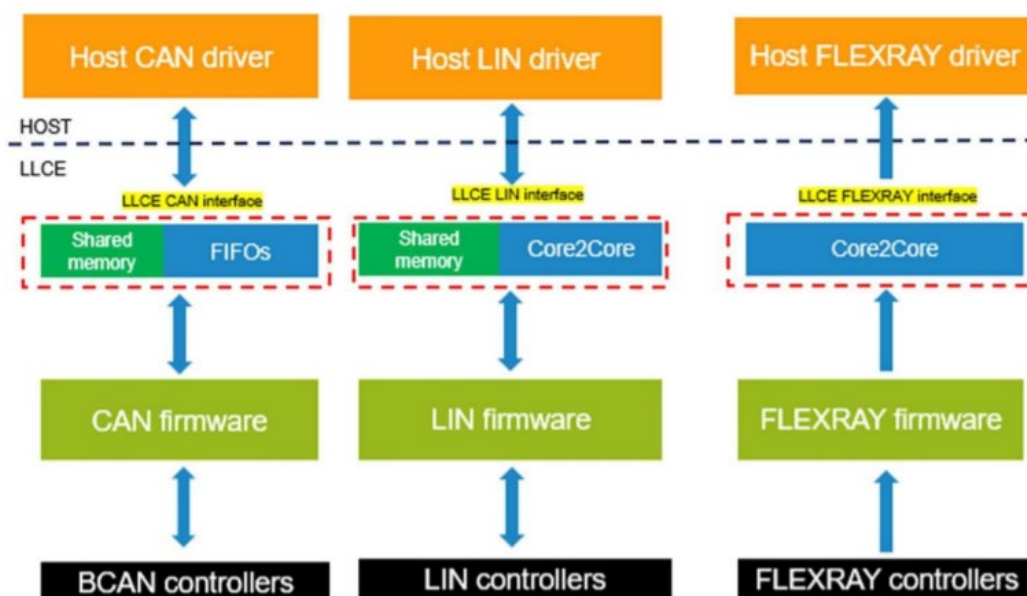 Host CAN driver
Host LIN driver
Host FLEXRAY driver
HOST
LLCE
LLCE CAN interface
LLCE LIN interface
LLCE FLEXRAY interface
Shared
memory
FIFOs
Shared
memory
Core2Core
Core2Core
CAN firmware
LIN firmware
FLEXRAY firmware
BCAN controllers
LIN controllers
FLEXRAY controllers